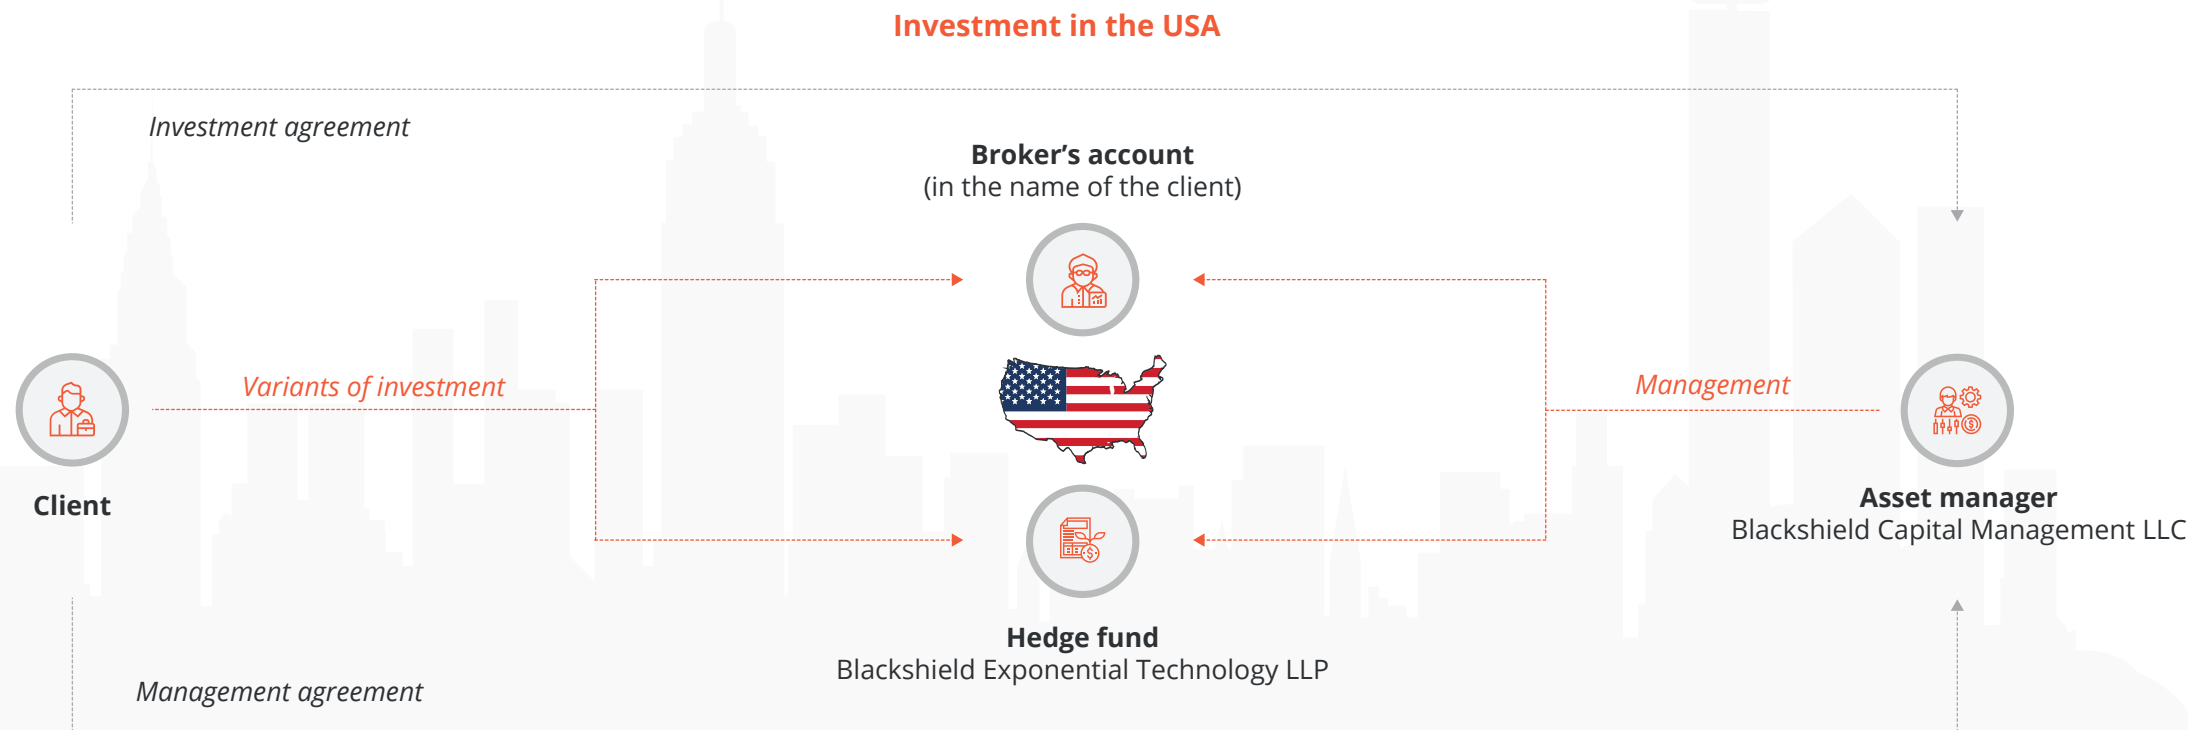 Investment in the USA
Investment agreement
Broker’s account
(in the name of the client)
Variants of investment
Management
Client
Asset manager
Blackshield Capital Management LLC
Hedge fund
Blackshield Exponential Technology LLP
Management agreement